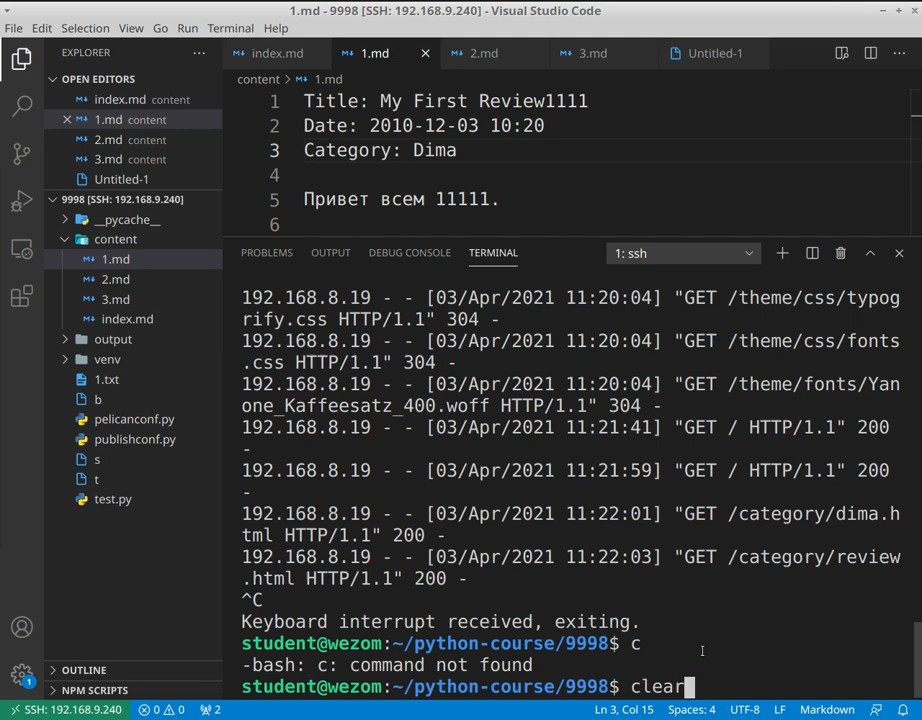 1.md - 9998 [SSH: 192.168.9.240] - Visual Studio Code
File Edit Selection View Go Run Terminal Help
EXPLORER
index.md 1.md 2.md 3.md Untitled-1
OPEN EDITORS
index.md content
1.md content
2.md content
3.md content
Untitled-1
9998 [SSH: 192.168.9.240]
__pycache__
content
1.md
2.md
3.md
index.md
output
venv
1.txt
b
pelicanconf.py
publishconf.py
s
t
test.py
OUTLINE
NPM SCRIPTS
content > 1.md
1 Title: My First Review1111
2 Date: 2010-12-03 10:20
3 Category: Dima
4
5 Привет всем 11111.
6
PROBLEMS OUTPUT DEBUG CONSOLE TERMINAL 1: ssh
192.168.8.19 - - [03/Apr/2021 11:20:04] "GET /theme/css/typog
rify.css HTTP/1.1" 304 -
192.168.8.19 - - [03/Apr/2021 11:20:04] "GET /theme/css/fonts
.css HTTP/1.1" 304 -
192.168.8.19 - - [03/Apr/2021 11:20:04] "GET /theme/fonts/Yan
one_Kaffeesatz_400.woff HTTP/1.1" 304 -
192.168.8.19 - - [03/Apr/2021 11:21:41] "GET / HTTP/1.1" 200
-
192.168.8.19 - - [03/Apr/2021 11:21:59] "GET / HTTP/1.1" 200
-
192.168.8.19 - - [03/Apr/2021 11:22:01] "GET /category/dima.h
tml HTTP/1.1" 200 -
192.168.8.19 - - [03/Apr/2021 11:22:03] "GET /category/review
.html HTTP/1.1" 200 -
^C
Keyboard interrupt received, exiting.
student@wezom:~/python-course/9998$ c
-bash: c: command not found
student@wezom:~/python-course/9998$ clear
1
SSH: 192.168.9.240 0 0 2 Ln 3, Col 15 Spaces: 4 UTF-8 LF Markdown